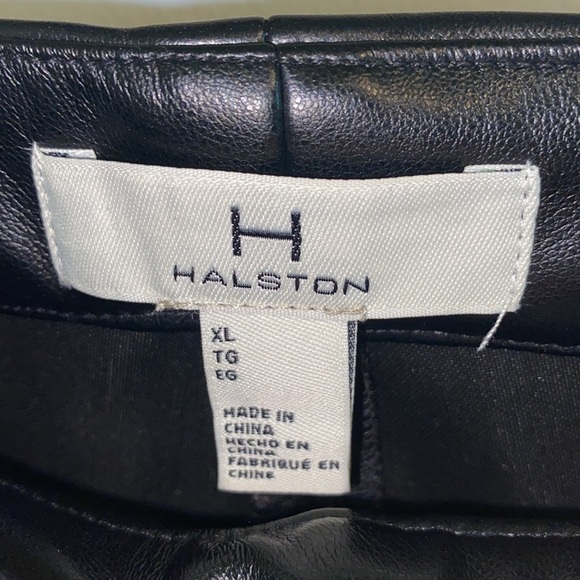 H
HALSTON
XL
TG
EG
MADE IN
CHINA
HECHO EN
CHINA
FABRIQUÉ EN
CHINE